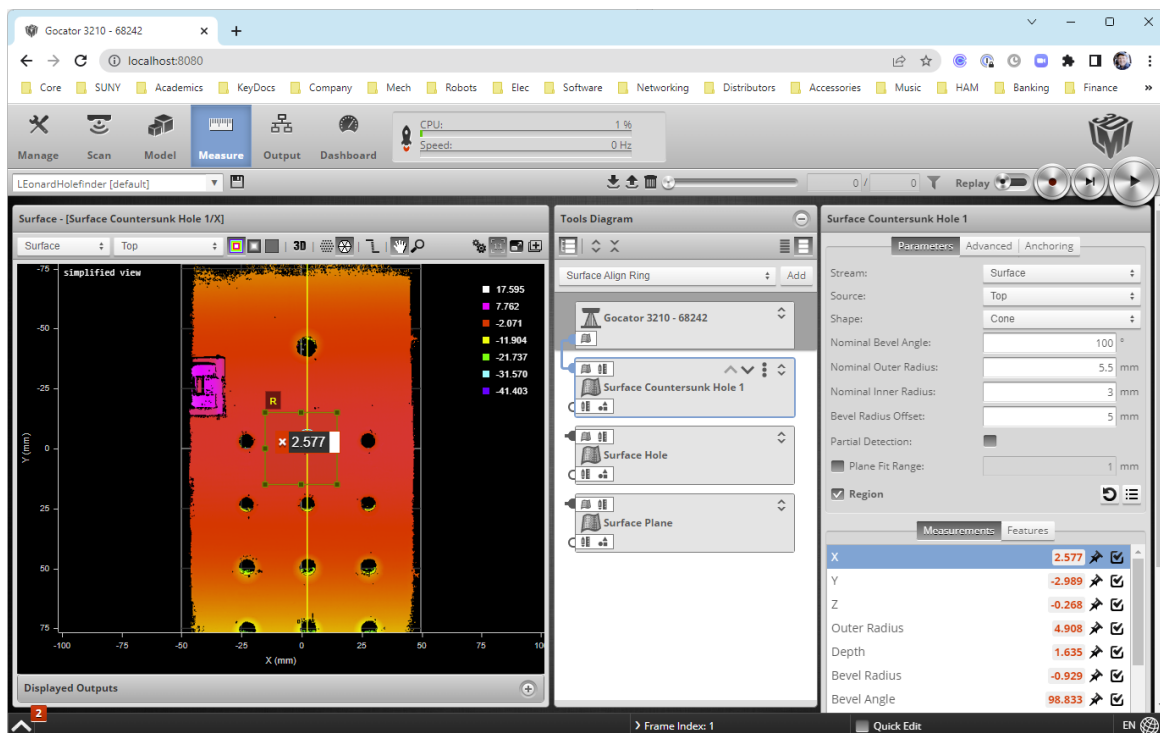 Gocator 3210 - 68242
localhost:8080
Core SUNY Academics KeyDocs Company Mech Robots Elec Software Networking Distributors Accessories Music HAM Banking Finance »
Manage Scan Model Measure Output Dashboard
CPU: 1 %
Speed: 0 Hz
LEonardHolefinder [default]
0 / 0 Replay
Surface - [Surface Countersunk Hole 1/X]
Surface Top 3D
simplified view
17.595
7.762
-2.071
-11.904
-21.737
-31.570
-41.403
R
2.577
-75
-50
-25
0
25
50
75
Y (mm)
-100 -75 -50 -25 0 25 50 75 10
X (mm)
Displayed Outputs
Tools Diagram
Surface Align Ring Add
Gocator 3210 - 68242
Surface Countersunk Hole 1
Surface Hole
Surface Plane
Surface Countersunk Hole 1
Parameters Advanced Anchoring
Stream: Surface
Source: Top
Shape: Cone
Nominal Bevel Angle: 100 °
Nominal Outer Radius: 5.5 mm
Nominal Inner Radius: 3 mm
Bevel Radius Offset: 5 mm
Partial Detection:
Plane Fit Range: 1 mm
Region
Measurements Features
X 2.577
Y -2.989
Z -0.268
Outer Radius 4.908
Depth 1.635
Bevel Radius -0.929
Bevel Angle 98.833
2
Frame Index: 1
Quick Edit
EN